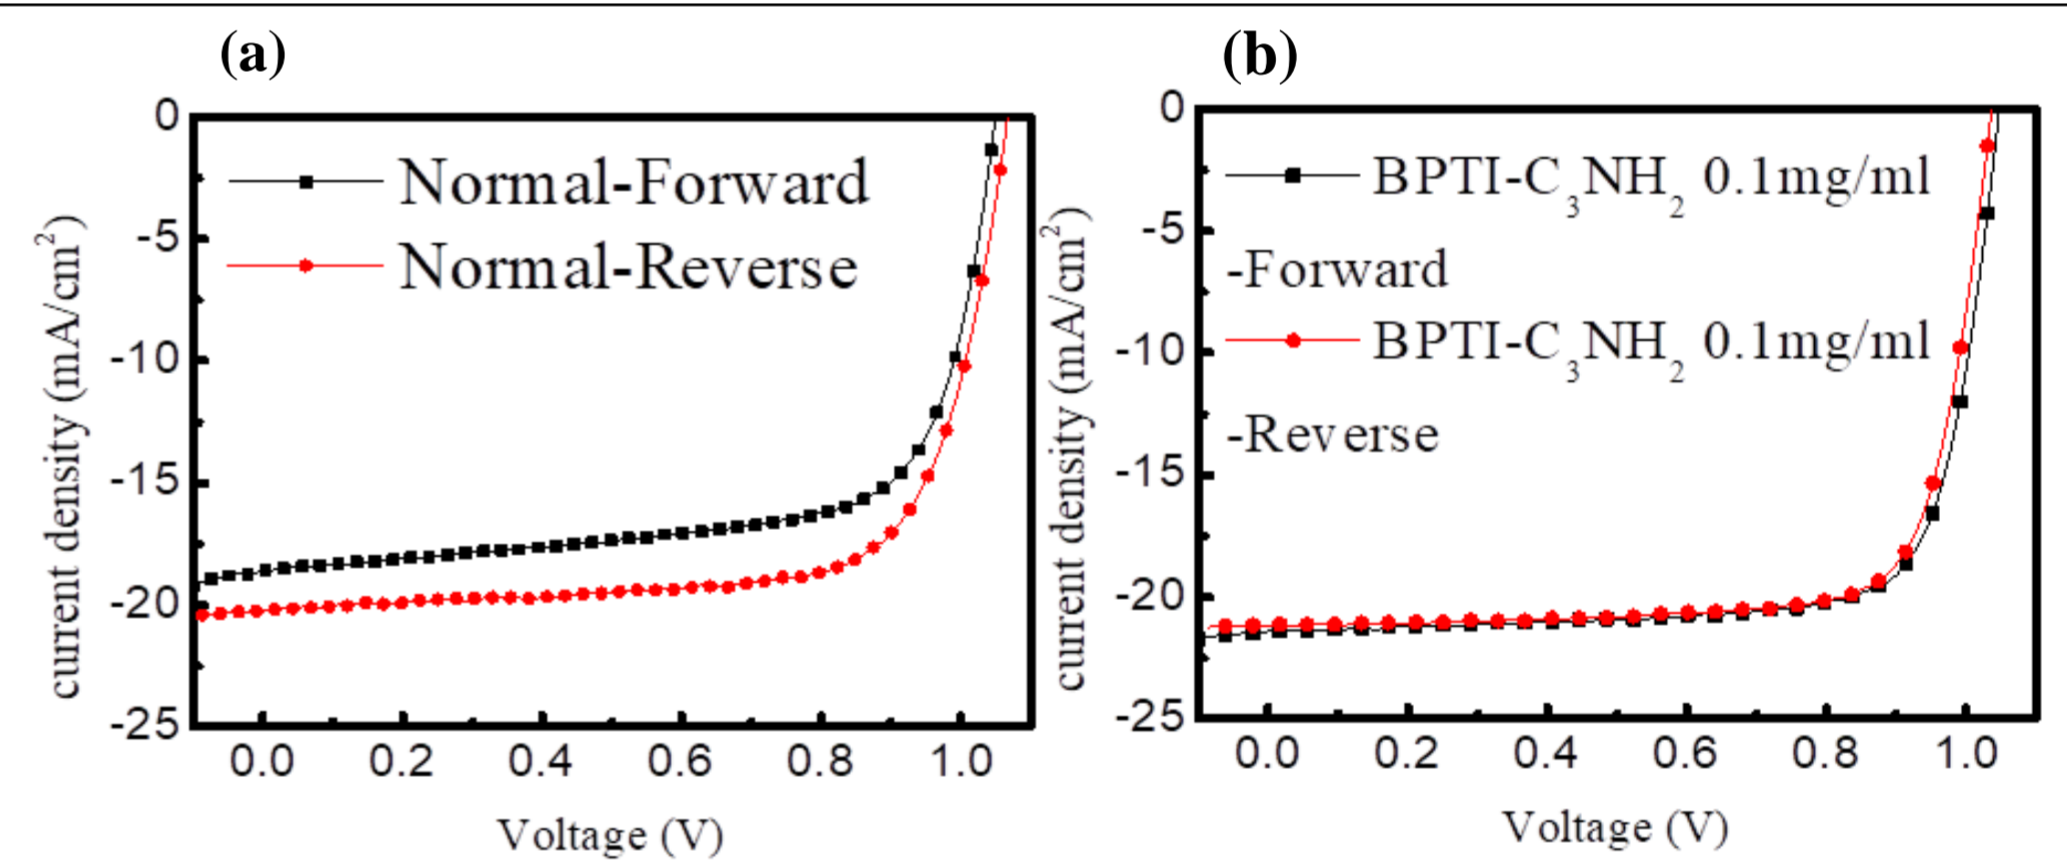 (a)
0
-5
-10
-15
-20
-25
current density (mA/cm²)
Normal-Forward
Normal-Reverse
0.0 0.2 0.4 0.6 0.8 1.0
Voltage (V)
(b)
0
-5
-10
-15
-20
-25
current density (mA/cm²)
BPTI-C₃NH₂ 0.1mg/ml
-Forward
BPTI-C₃NH₂ 0.1mg/ml
-Reverse
0.0 0.2 0.4 0.6 0.8 1.0
Voltage (V)